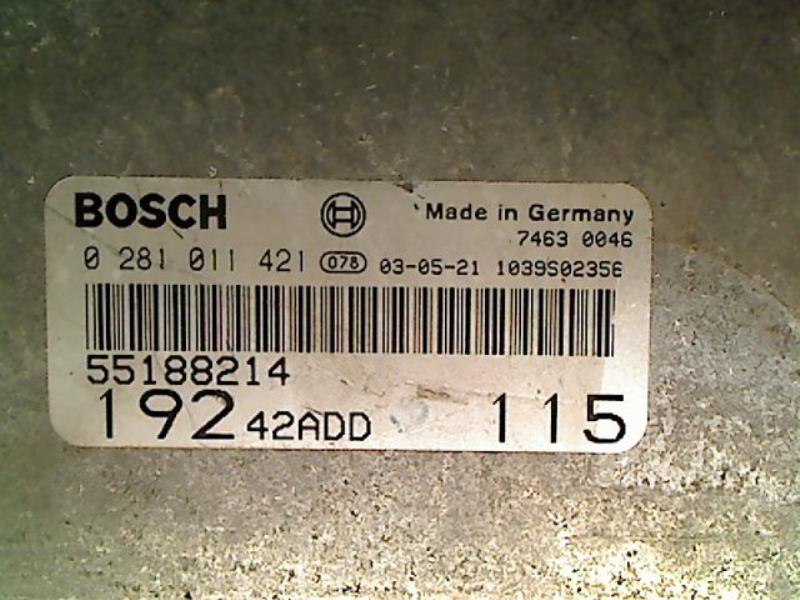 BOSCH Made in Germany
7463 0046
0 281 011 421 078 03-05-21 1039S02356
55188214
192 42ADD 115